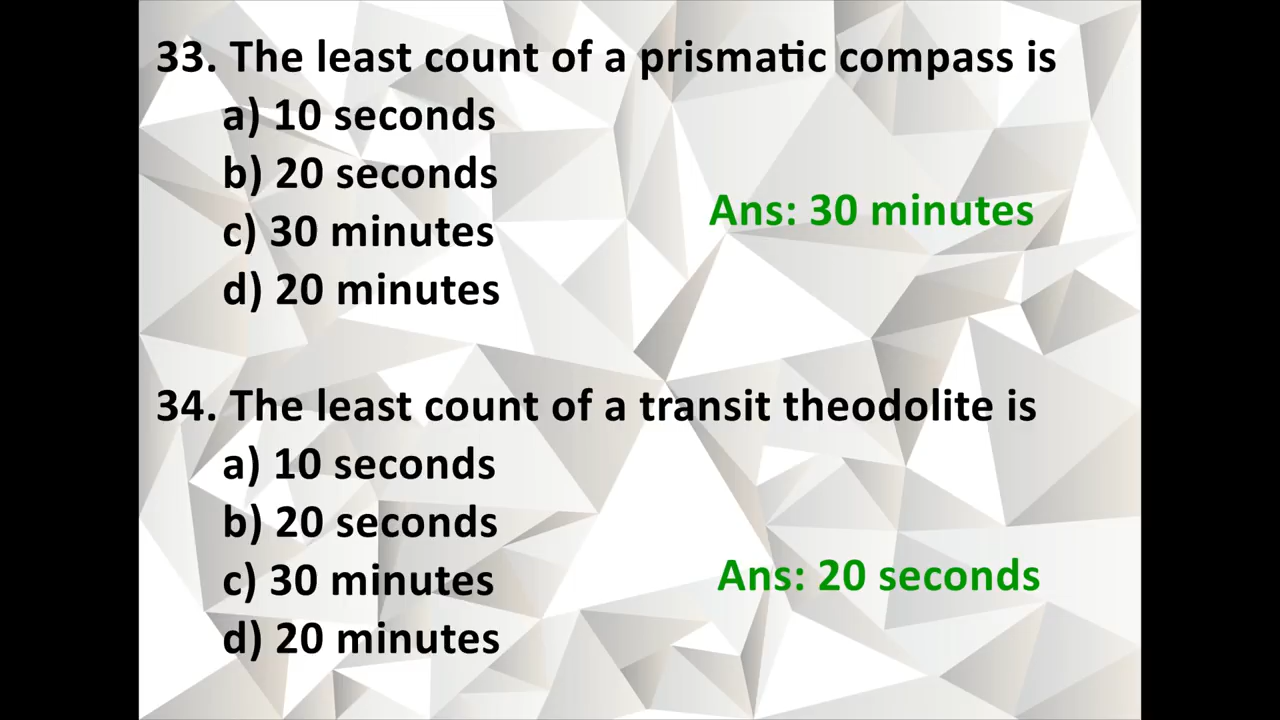 33. The least count of a prismatic compass is
a) 10 seconds
b) 20 seconds
c) 30 minutes
d) 20 minutes
Ans: 30 minutes
34. The least count of a transit theodolite is
a) 10 seconds
b) 20 seconds
c) 30 minutes
d) 20 minutes
Ans: 20 seconds